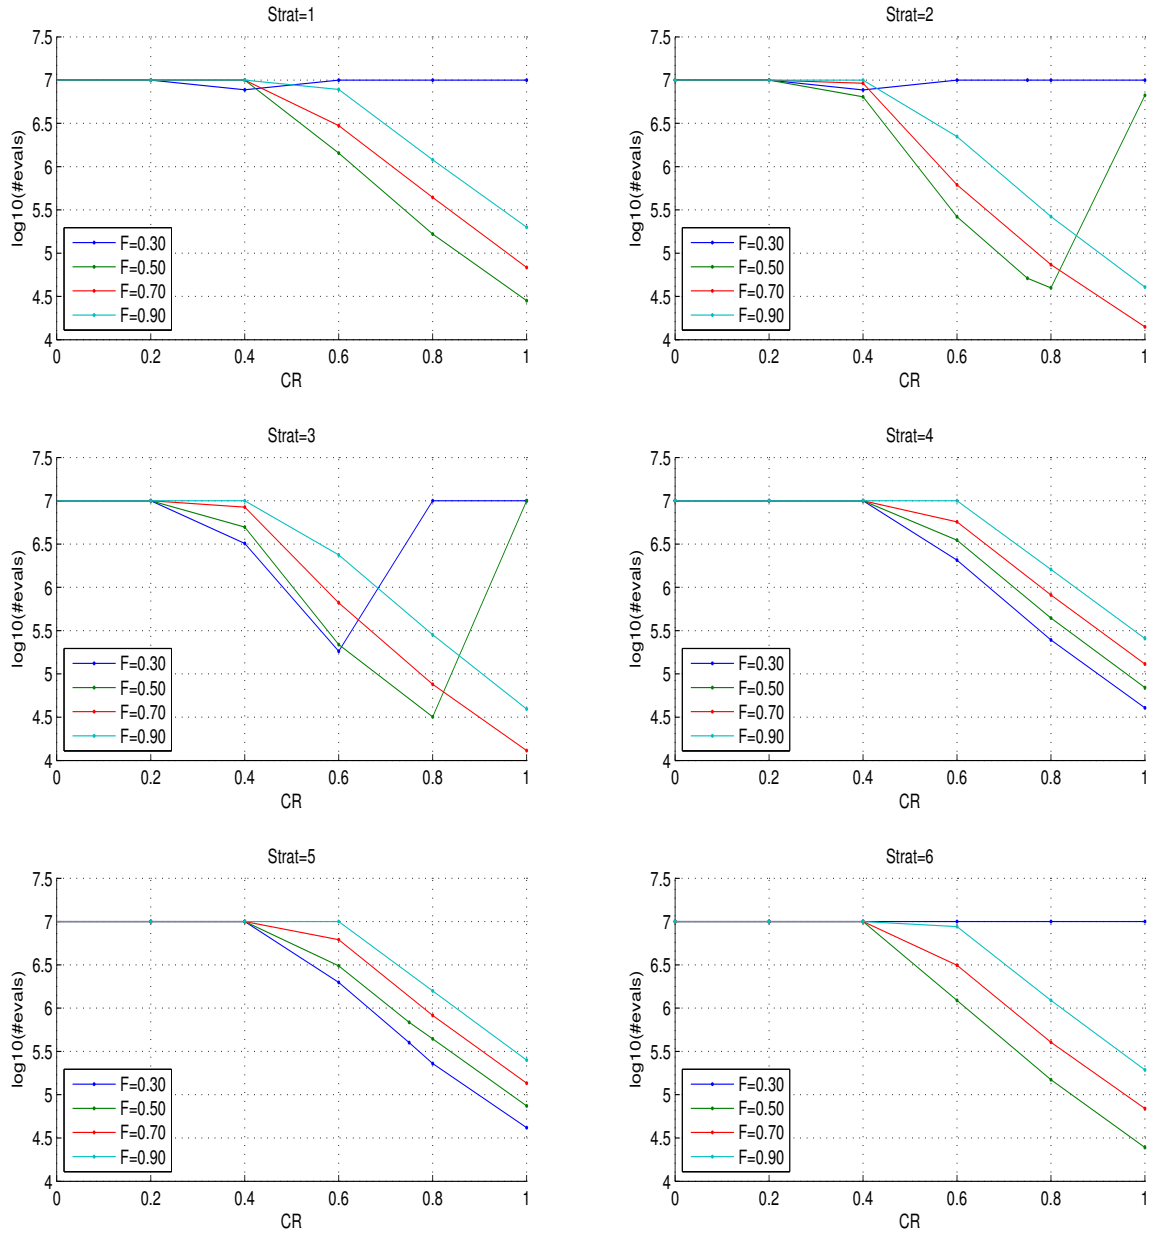 Strat=1
7.5
7
6.5
6
5.5
5
4.5
4
log10(#evals)
F=0.30
F=0.50
F=0.70
F=0.90
0 0.2 0.4 0.6 0.8 1
CR
Strat=2
7.5
7
6.5
6
5.5
5
4.5
4
log10(#evals)
F=0.30
F=0.50
F=0.70
F=0.90
0 0.2 0.4 0.6 0.8 1
CR
Strat=3
7.5
7
6.5
6
5.5
5
4.5
4
log10(#evals)
F=0.30
F=0.50
F=0.70
F=0.90
0 0.2 0.4 0.6 0.8 1
CR
Strat=4
7.5
7
6.5
6
5.5
5
4.5
4
log10(#evals)
F=0.30
F=0.50
F=0.70
F=0.90
0 0.2 0.4 0.6 0.8 1
CR
Strat=5
7.5
7
6.5
6
5.5
5
4.5
4
log10(#evals)
F=0.30
F=0.50
F=0.70
F=0.90
0 0.2 0.4 0.6 0.8 1
CR
Strat=6
7.5
7
6.5
6
5.5
5
4.5
4
log10(#evals)
F=0.30
F=0.50
F=0.70
F=0.90
0 0.2 0.4 0.6 0.8 1
CR